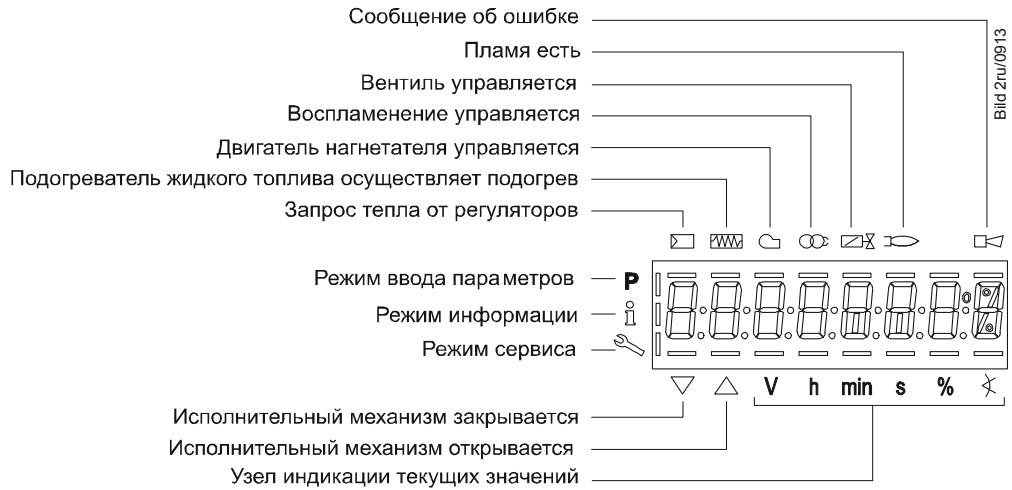 Сообщение об ошибке
Пламя есть
Вентиль управляется
Воспламенение управляется
Двигатель нагнетателя управляется
Подогреватель жидкого топлива осуществляет подогрев
Запрос тепла от регуляторов
Bild 2ru/0913
Режим ввода параметров P
Режим информации i
Режим сервиса
V h min s %
Исполнительный механизм закрывается
Исполнительный механизм открывается
Узел индикации текущих значений